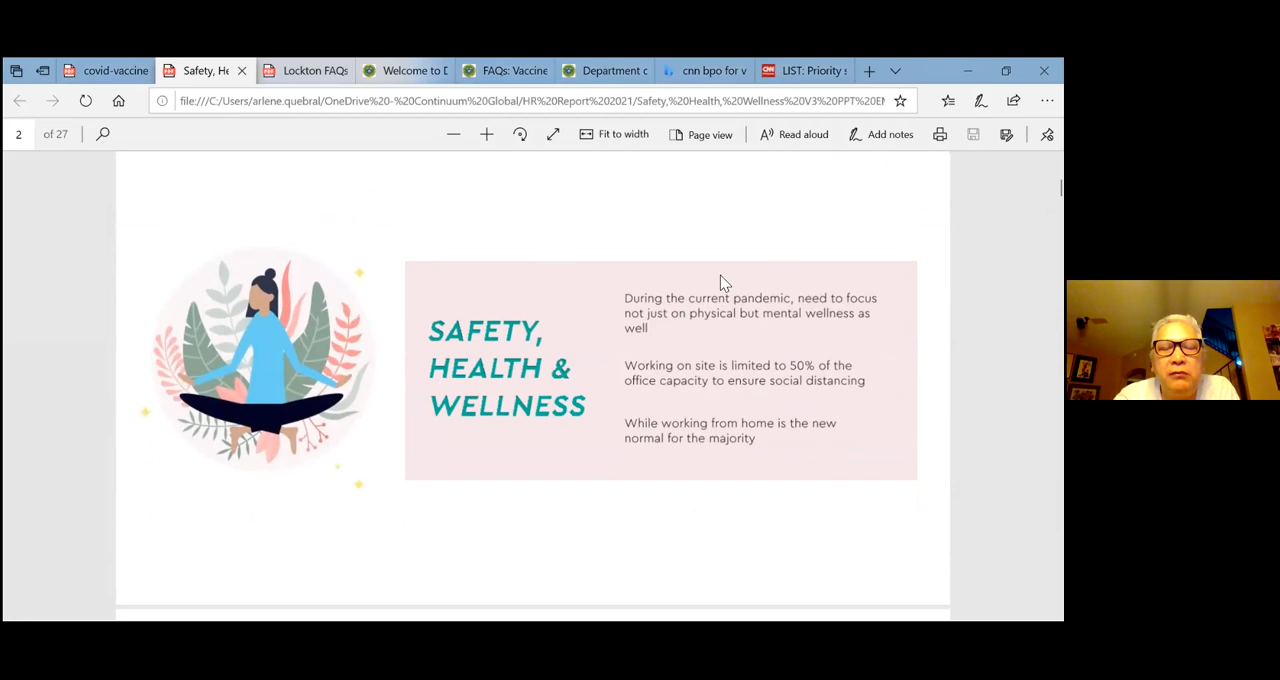 covid-vaccine
Safety, He
Lockton FAQs
Welcome to D
FAQs: Vaccine
Department c
cnn bpo for v
CNN
LIST: Priority s
file:///C:/Users/arlene.quebral/OneDrive%20-%20Continuum%20Global/HR%20Report%202021/Safety,%20Health,%20Wellness%20V3%20PPT%20EM
2 of 27
Fit to width
Page view
Read aloud
Add notes
SAFETY,
HEALTH &
WELLNESS
During the current pandemic, need to focus
not just on physical but mental wellness as
well
Working on site is limited to 50% of the
office capacity to ensure social distancing
While working from home is the new
normal for the majority